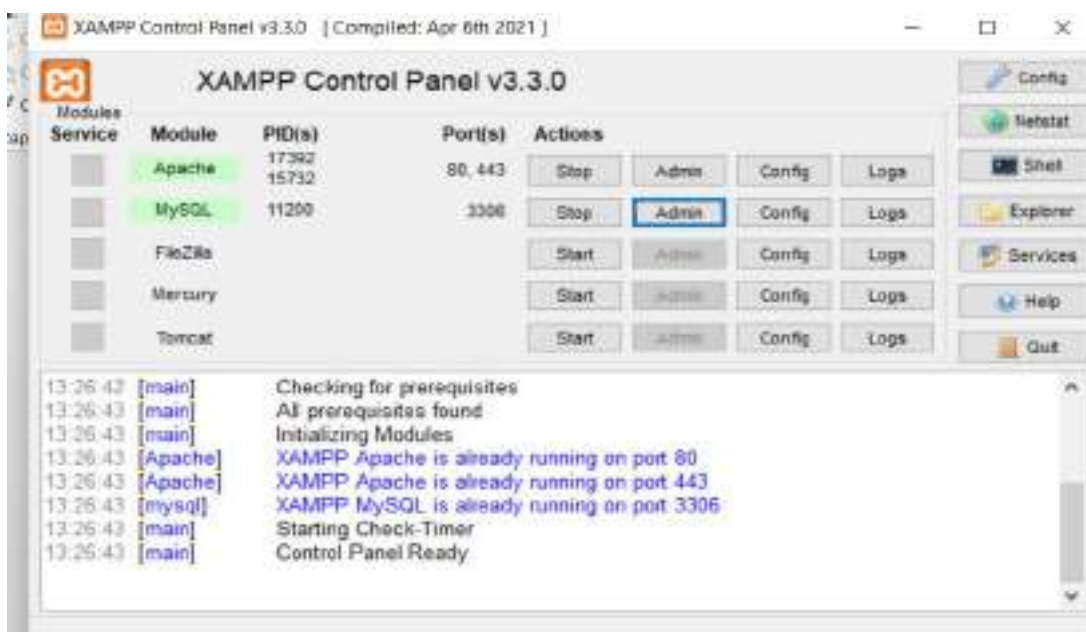 XAMPP Control Panel v3.3.0 [ Compiled: Apr 6th 2021 ]
XAMPP Control Panel v3.3.0
Config
Modules
Service Module PID(s) Port(s) Actions
Netstat
Apache 17392 15732 80, 443 Stop Admin Config Logs
Shell
MySQL 11200 3306 Stop Admin Config Logs
Explorer
FileZilla Start Admin Config Logs
Services
Mercury Start Admin Config Logs
Help
Tomcat Start Admin Config Logs
Quit
13:26:42 [main] Checking for prerequisites
13:26:43 [main] All prerequisites found
13:26:43 [main] Initializing Modules
13:26:43 [Apache] XAMPP Apache is already running on port 80
13:26:43 [Apache] XAMPP Apache is already running on port 443
13:26:43 [mysql] XAMPP MySQL is already running on port 3306
13:26:43 [main] Starting Check-Timer
13:26:43 [main] Control Panel Ready